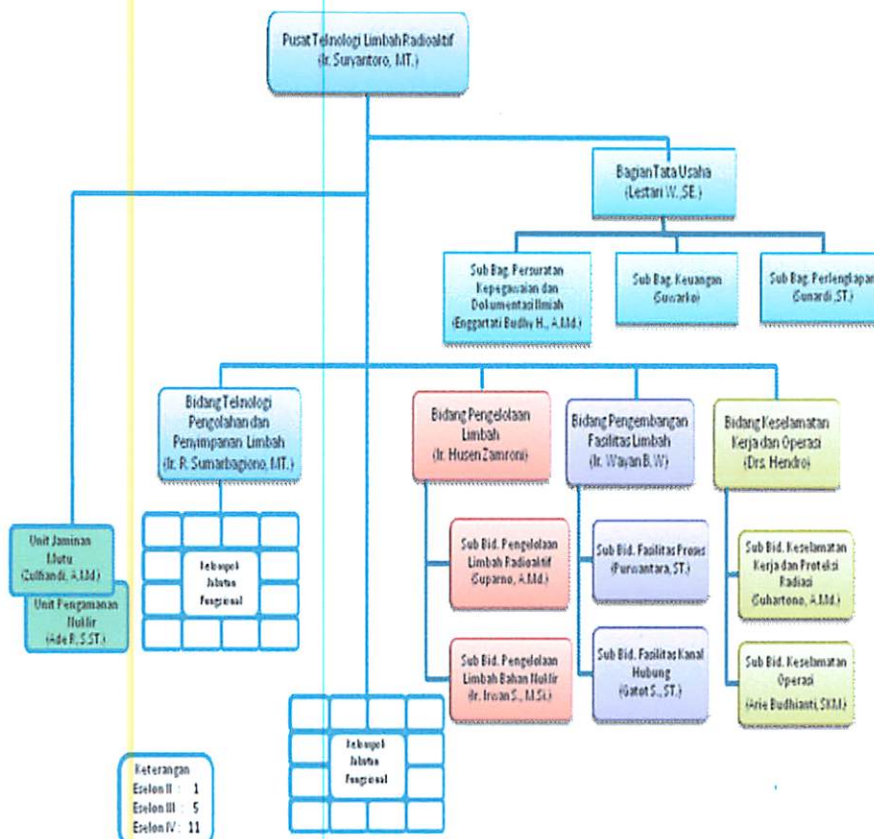 Pusat Teknologi Limbah Radioaktif
(Ir. Suryantoro, MT.)
Bagian Tata Usaha
(Lestari W., SE.)
Sub Bag. Persuratan
Kepegawaian dan
Dokumentasi Ilmiah
(Enggartati Budhy H., A.Md.)
Sub Bag. Keuangan
(Suwarko)
Sub Bag. Perlengkapan
(Sunardi, ST.)
Bidang Teknologi
Pengolahan dan
Penyimpanan Limbah
(Ir. R. Sumarbagiono, MT.)
Bidang Pengelolaan
Limbah
(Ir. Husen Zamroni)
Bidang Pengembangan
Fasilitas Limbah
(Ir. Wayan B. W)
Bidang Keselamatan
Kerja dan Operasi
(Drs. Hendro)
Unit Jaminan
Mutu
(Zulfiandi, A.Md)
Unit Pengamanan
Nuklir
(Ade R, S.ST.)
Kelompok
Jabatan
Fungsional
Sub Bid. Pengelolaan
Limbah Radioaktif
(Suparno, A.Md.)
Sub Bid. Fasilitas Proses
(Purwantara, ST.)
Sub Bid. Keselamatan
Kerja dan Proteksi
Radiasi
(Suhartono, A.Md.)
Sub Bid. Pengelolaan
Limbah Bahan Nuklir
(Ir. Irwan S., M.Si.)
Sub Bid. Fasilitas Kanal
Hubung
(Gatot S., ST.)
Sub Bid. Keselamatan
Operasi
(Arie Budhianti, SKM.)
Kelompok
Jabatan
Fungsional
Keterangan
Eselon II : 1
Eselon III : 5
Eselon IV : 11